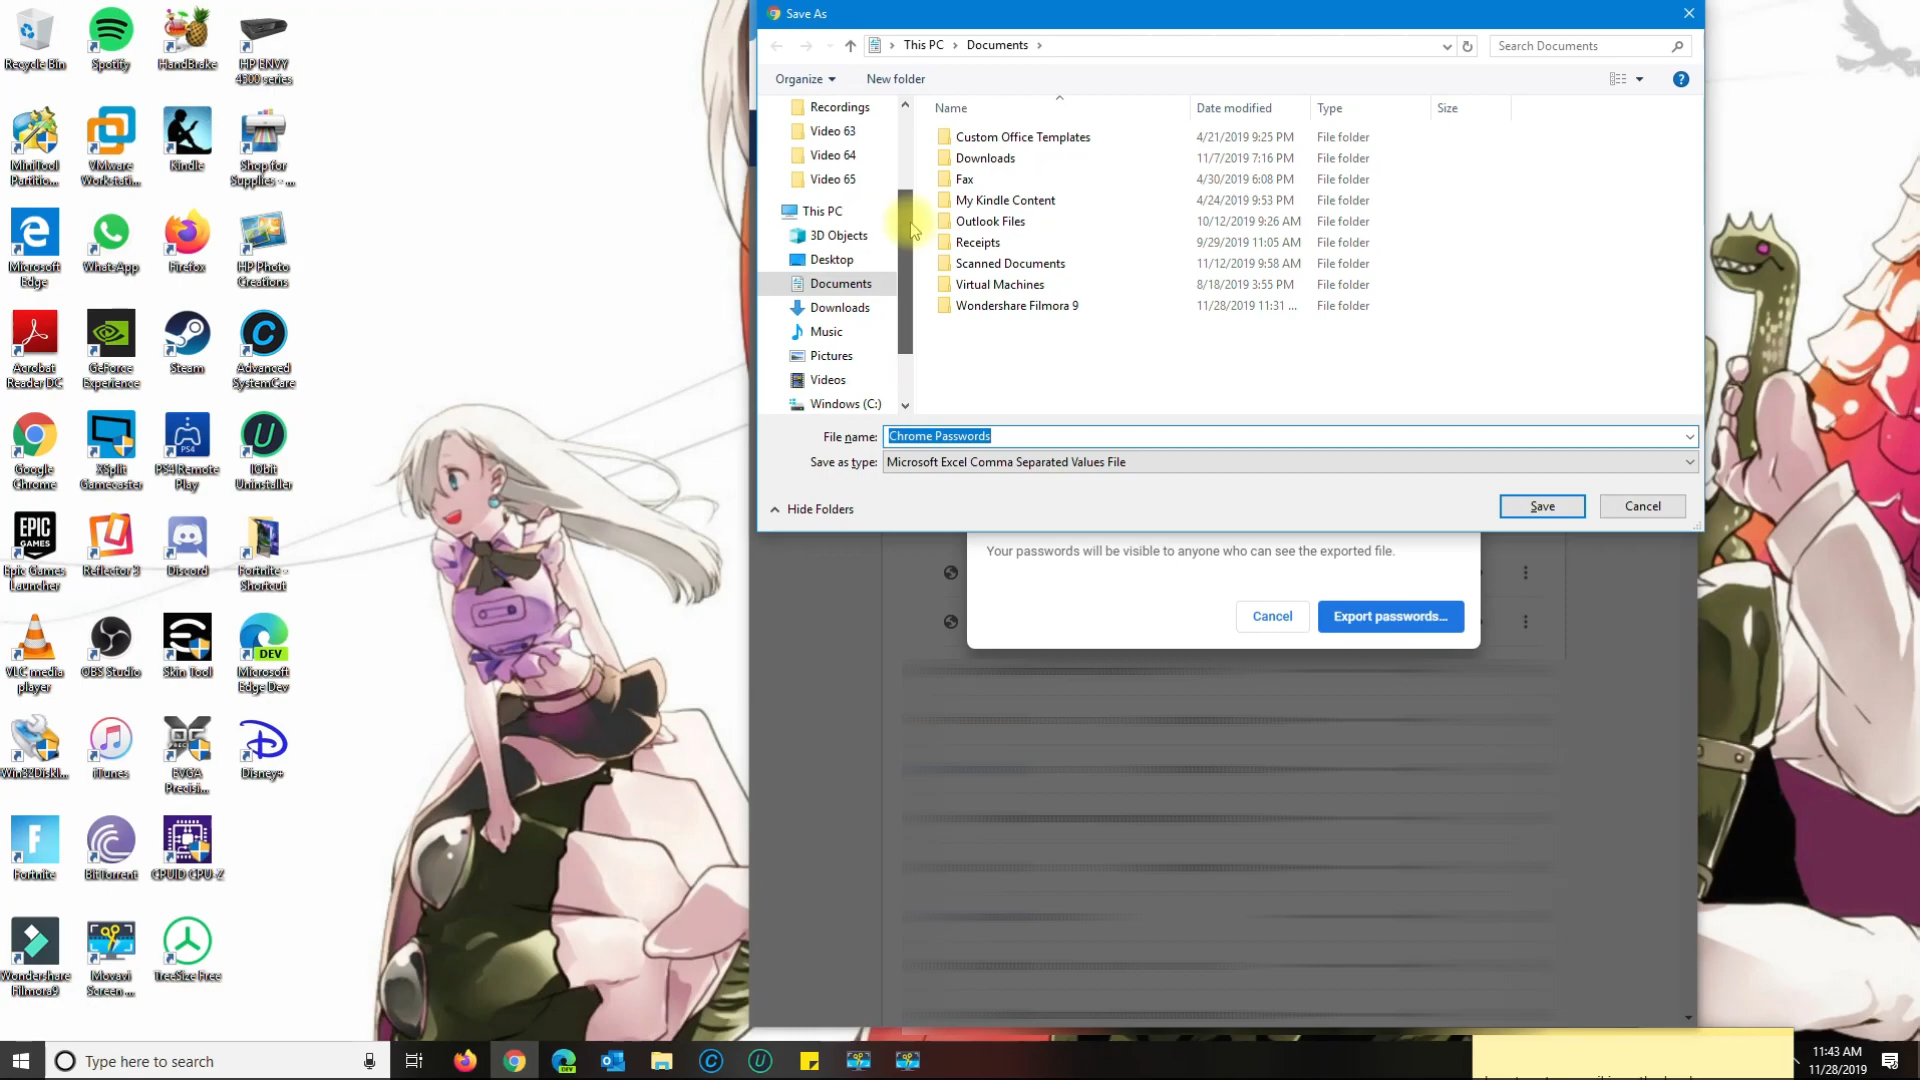 Save As
This PC > Documents >
Search Documents
Organize
New folder
Recordings
Video 63
Video 64
Video 65
This PC
3D Objects
Desktop
Documents
Downloads
Music
Pictures
Videos
Windows (C:)
Name Date modified Type Size
Custom Office Templates 4/21/2019 9:25 PM File folder
Downloads 11/7/2019 7:16 PM File folder
Fax 4/30/2019 6:08 PM File folder
My Kindle Content 4/24/2019 9:53 PM File folder
Outlook Files 10/12/2019 9:26 AM File folder
Receipts 9/29/2019 11:05 AM File folder
Scanned Documents 11/12/2019 9:58 AM File folder
Virtual Machines 8/18/2019 3:55 PM File folder
Wondershare Filmora 9 11/28/2019 11:31 ... File folder
File name: Chrome Passwords
Save as type: Microsoft Excel Comma Separated Values File
Hide Folders
Save
Cancel
Your passwords will be visible to anyone who can see the exported file.
Cancel
Export passwords...
Recycle Bin
Spotify
HandBrake
HP ENVY
4500 series
MiniTool
Partitio...
VMware
Workstati...
Kindle
Shop for
Supplies - ...
Microsoft
Edge
WhatsApp
Firefox
HP Photo
Creations
Acrobat
Reader DC
GeForce
Experience
Steam
Advanced
SystemCare
Google
Chrome
XSplit
Gamecaster
PS4
PS4 Remote
Play
IObit
Uninstaller
EPIC
GAMES
Epic Games
Launcher
Reflector 3
Discord
Fortnite -
Shortcut
VLC media
player
OBS Studio
Skin Tool
DEV
Microsoft
Edge Dev
Win32DiskI...
iTunes
EVGA
Precisi...
Disney+
Fortnite
BitTorrent
CPUID CPU-Z
Wondershare
Filmora9
Movavi
Screen ...
TreeSize Free
Type here to search
11:43 AM
11/28/2019